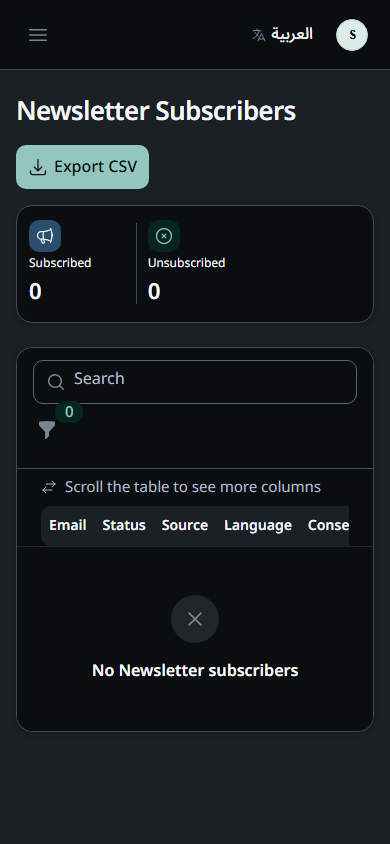 العربية
S
Newsletter Subscribers
Export CSV
Subscribed
0
Unsubscribed
0
Search
0
Scroll the table to see more columns
Email Status Source Language Conse
No Newsletter subscribers